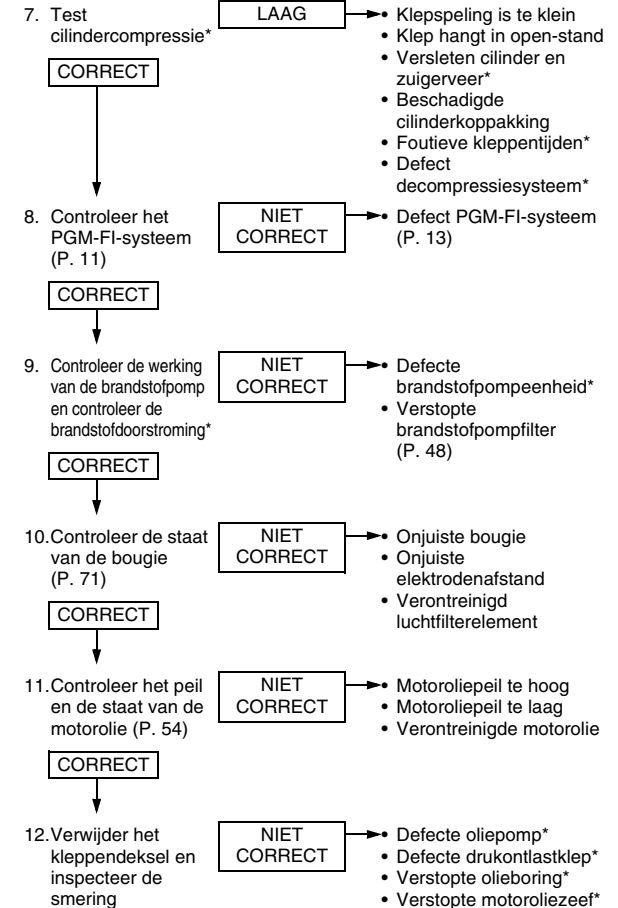 7. Test
cilindercompressie*
LAAG
• Klepspeling is te klein
• Klep hangt in open-stand
• Versleten cilinder en
zuigerveer*
• Beschadigde
cilinderkoppakking
• Foutieve kleppentijden*
• Defect
decompressiesysteem*
CORRECT
8. Controleer het
PGM-FI-systeem
(P. 11)
NIET
CORRECT
• Defect PGM-FI-systeem
(P. 13)
CORRECT
9. Controleer de werking
van de brandstofpomp
en controleer de
brandstofdoorstroming*
NIET
CORRECT
• Defecte
brandstofpompeenheid*
• Verstopte
brandstofpompfilter
(P. 48)
CORRECT
10.Controleer de staat
van de bougie
(P. 71)
NIET
CORRECT
• Onjuiste bougie
• Onjuiste
elektrodenafstand
• Verontreinigd
luchtfilterelement
CORRECT
11.Controleer het peil
en de staat van de
motorolie (P. 54)
NIET
CORRECT
• Motoroliepeil te hoog
• Motoroliepeil te laag
• Verontreinigde motorolie
CORRECT
12.Verwijder het
kleppendeksel en
inspecteer de
smering
NIET
CORRECT
• Defecte oliepomp*
• Defecte drukontlastklep*
• Verstopte olieboring*
• Verstopte motoroliezeef*